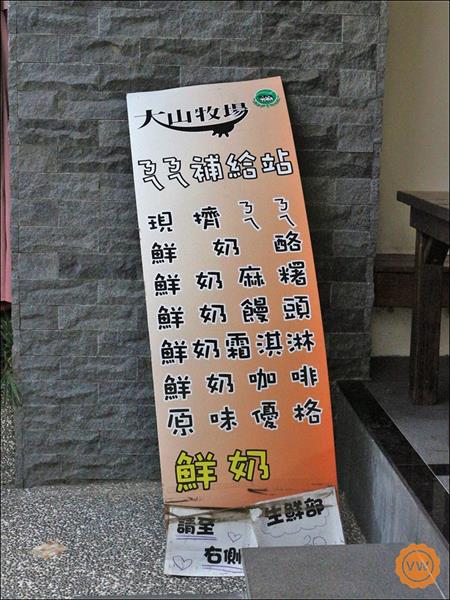 大山牧場
ㄋㄟㄋㄟ補給站
現擠ㄋㄟㄋㄟ
鮮奶酪
鮮奶麻糬
鮮奶饅頭
鮮奶霜淇淋
鮮奶咖啡
原味優格
鮮奶
請至
右側
生鮮部
VW